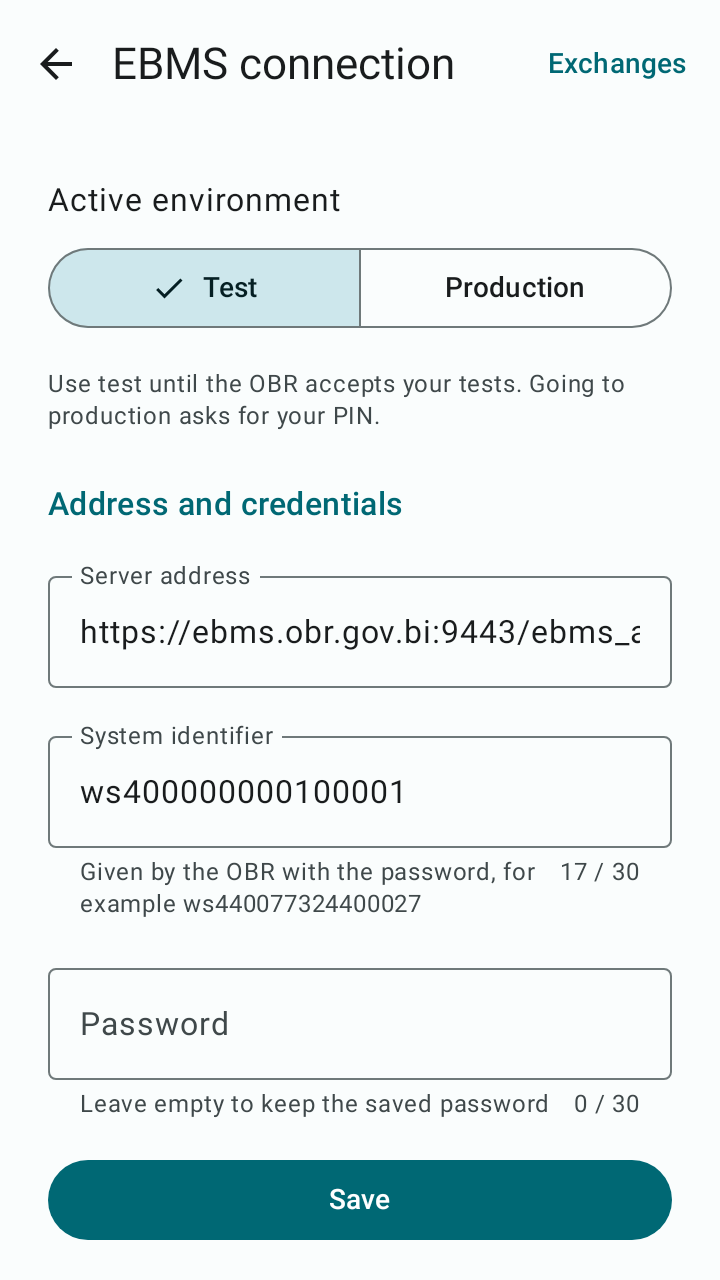 EBMS connection
Exchanges
Active environment
Test
Production
Use test until the OBR accepts your tests. Going to
production asks for your PIN.
Address and credentials
Server address
https://ebms.obr.gov.bi:9443/ebms_a
System identifier
ws400000000100001
Given by the OBR with the password, for
example ws440077324400027
17 / 30
Password
Leave empty to keep the saved password
0 / 30
Save